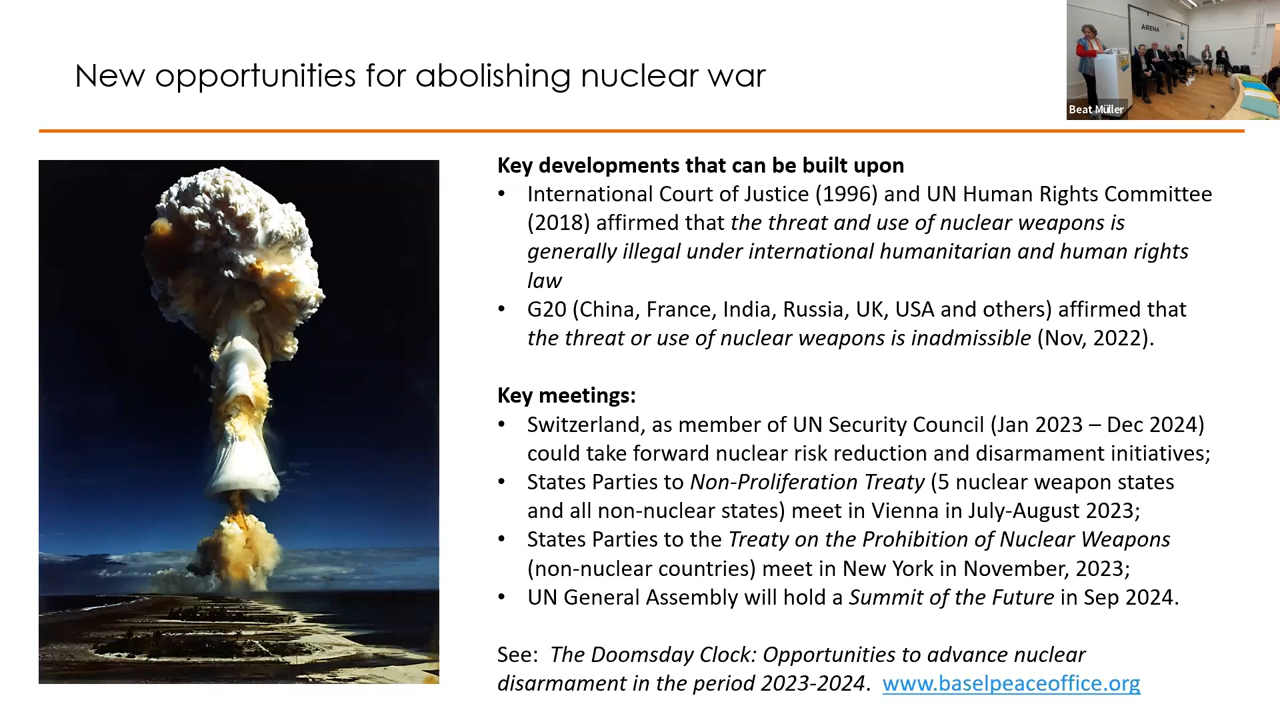 New opportunities for abolishing nuclear war
ARENA
Beat Müller
Key developments that can be built upon
• International Court of Justice (1996) and UN Human Rights Committee
(2018) affirmed that the threat and use of nuclear weapons is
generally illegal under international humanitarian and human rights
law
• G20 (China, France, India, Russia, UK, USA and others) affirmed that
the threat or use of nuclear weapons is inadmissible (Nov, 2022).
Key meetings:
• Switzerland, as member of UN Security Council (Jan 2023 – Dec 2024)
could take forward nuclear risk reduction and disarmament initiatives;
• States Parties to Non-Proliferation Treaty (5 nuclear weapon states
and all non-nuclear states) meet in Vienna in July-August 2023;
• States Parties to the Treaty on the Prohibition of Nuclear Weapons
(non-nuclear countries) meet in New York in November, 2023;
• UN General Assembly will hold a Summit of the Future in Sep 2024.
See: The Doomsday Clock: Opportunities to advance nuclear
disarmament in the period 2023-2024. www.baselpeaceoffice.org